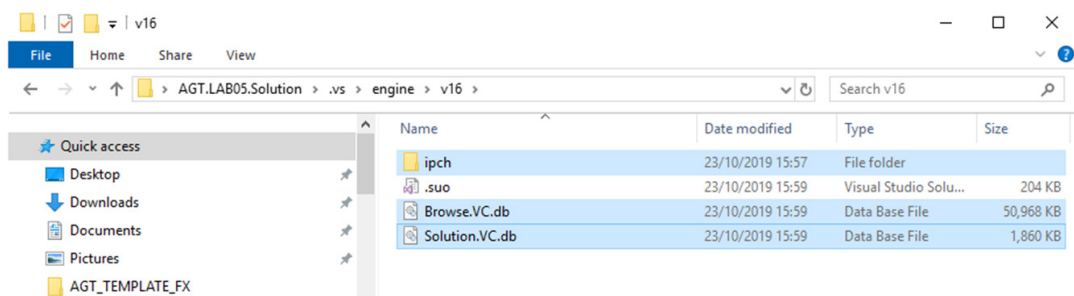 v16
File Home Share View
AGT.LAB05.Solution > .vs > engine > v16 > Search v16
Name Date modified Type Size
Quick access
Desktop
Downloads
Documents
Pictures
AGT_TEMPLATE_FX
ipch 23/10/2019 15:57 File folder
.suo 23/10/2019 15:59 Visual Studio Solu... 204 KB
Browse.VC.db 23/10/2019 15:59 Data Base File 50,968 KB
Solution.VC.db 23/10/2019 15:59 Data Base File 1,860 KB